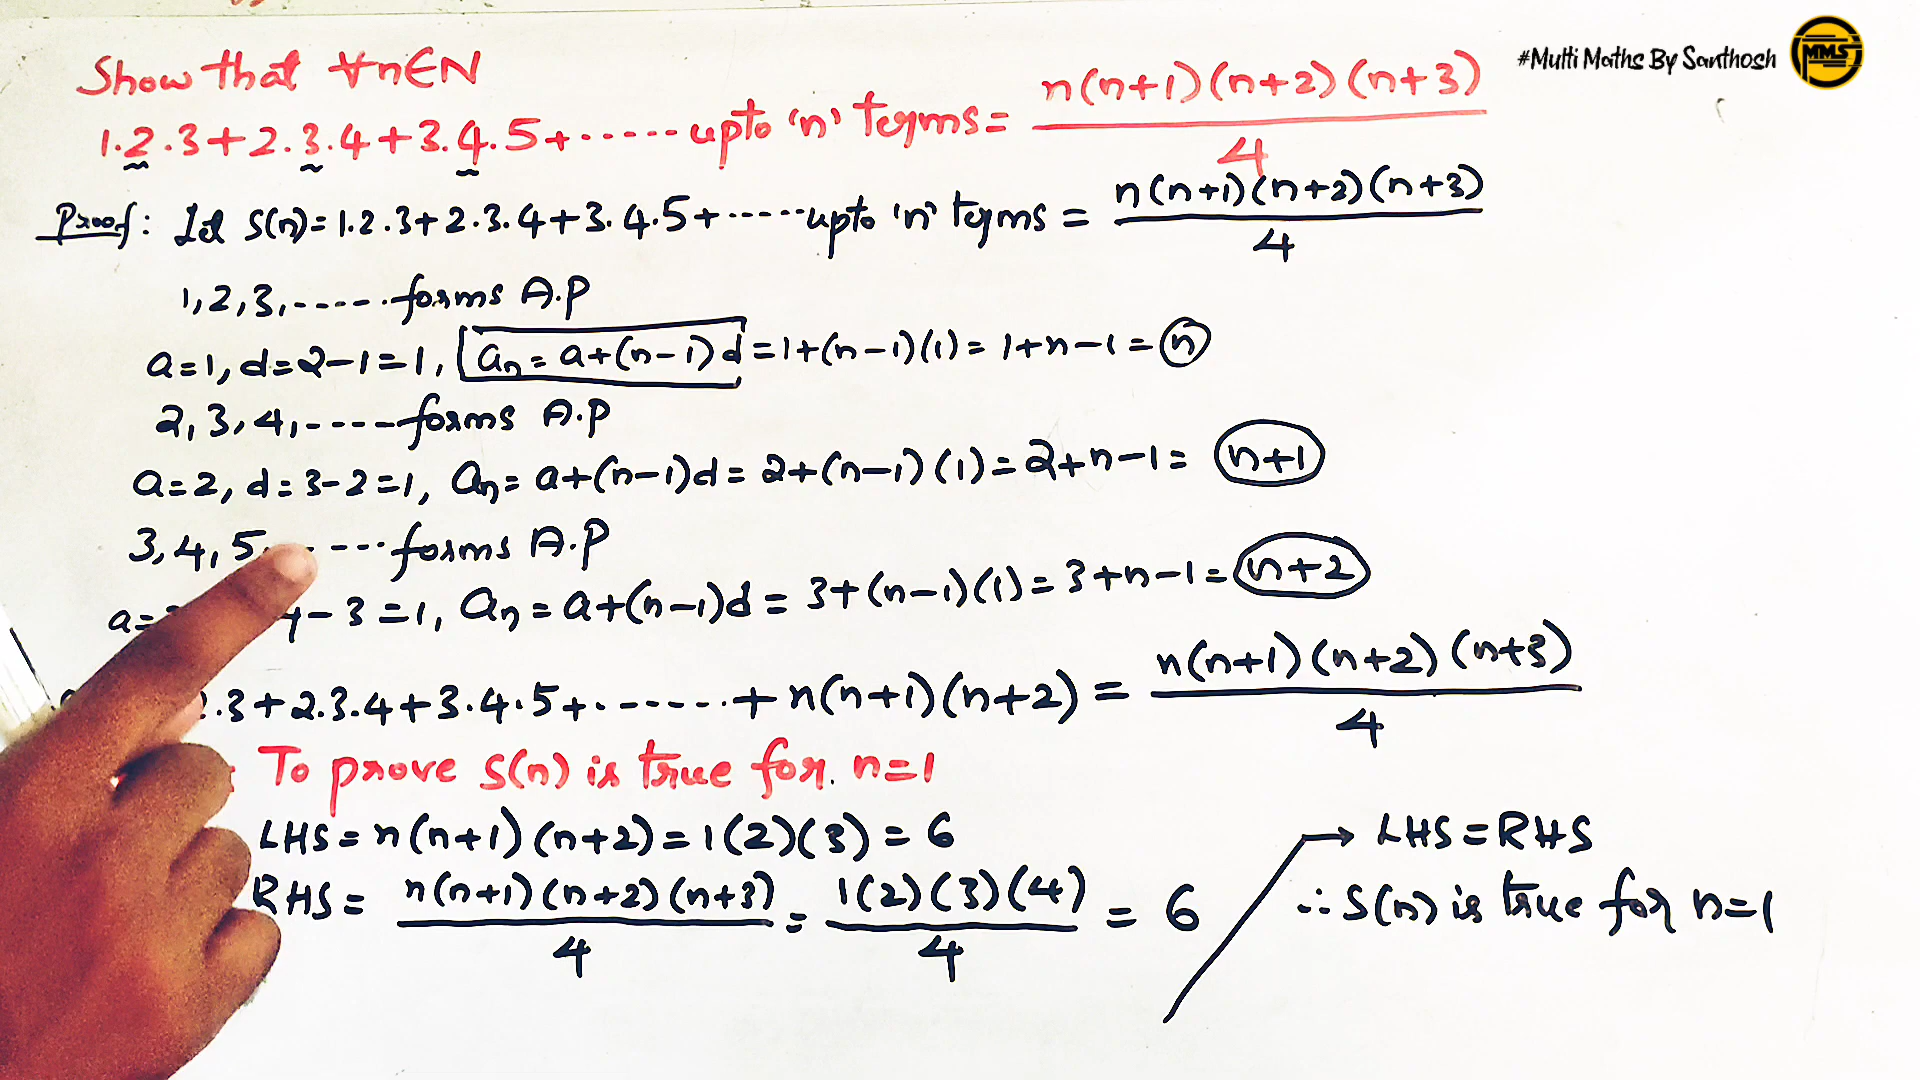 #Multi Maths By Santhosh
MMS
Show that ∀n∈N
1.2.3+2.3.4+3.4.5+......upto 'n' terms = n(n+1)(n+2)(n+3)/4
Proof: Let S(n)=1.2.3+2.3.4+3.4.5+......upto 'n' terms = n(n+1)(n+2)(n+3)/4
1,2,3,......forms A.P
a=1, d=2-1=1, an=a+(n-1)d=1+(n-1)(1)=1+n-1=n
2,3,4,.....forms A.P
a=2, d=3-2=1, an=a+(n-1)d=2+(n-1)(1)=2+n-1= n+1
3,4,5,.....forms A.P
a= -3=1, an=a+(n-1)d=3+(n-1)(1)=3+n-1=n+2
.3+2.3.4+3.4.5+.......+n(n+1)(n+2)= n(n+1)(n+2)(n+3)/4
: To prove S(n) is true for n=1
LHS=n(n+1)(n+2)=1(2)(3)=6
RHS= n(n+1)(n+2)(n+3)/4 = 1(2)(3)(4)/4 = 6
→ LHS=RHS
∴ S(n) is true for n=1